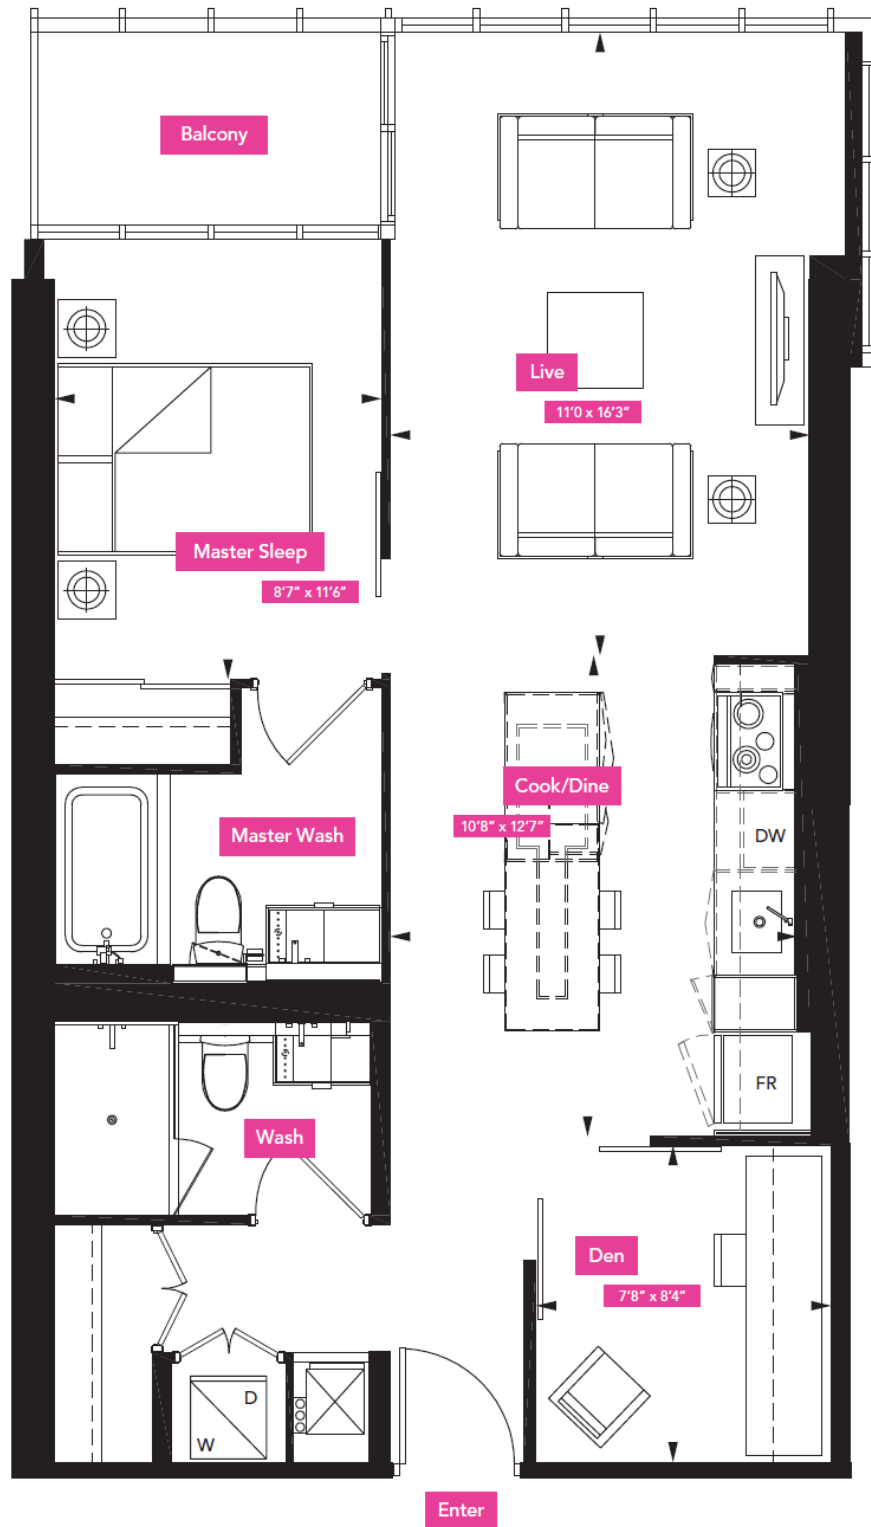 Balcony
Live
11'0 x 16'3"
Master Sleep
8'7" x 11'6"
Cook/Dine
10'8" x 12'7"
Master Wash
DW
FR
Wash
Den
7'8" x 8'4"
D
W
Enter